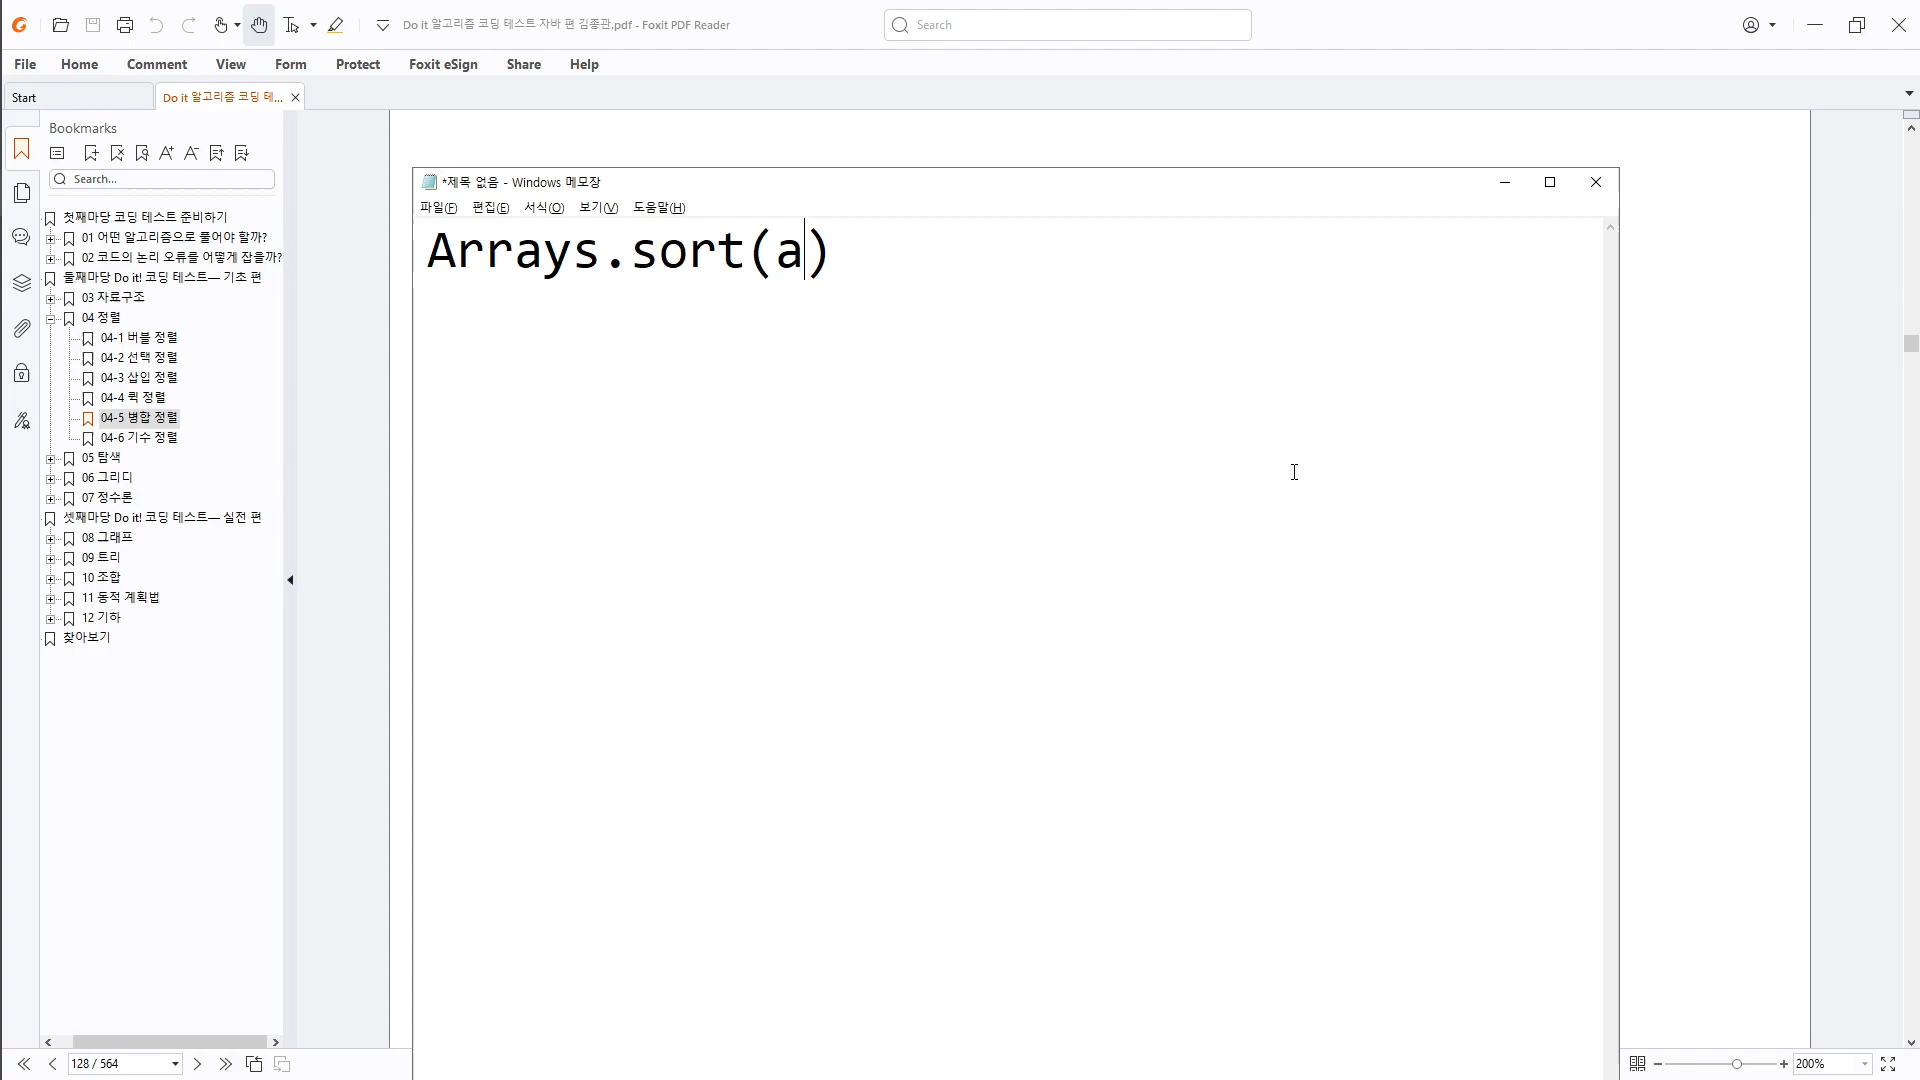 Do it 알고리즘 코딩 테스트 자바 편 김종관.pdf - Foxit PDF Reader
Search
File Home Comment View Form Protect Foxit eSign Share Help
Start
Do it 알고리즘 코딩 테...
Bookmarks
Search...
첫째마당 코딩 테스트 준비하기
01 어떤 알고리즘으로 풀어야 할까?
02 코드의 논리 오류를 어떻게 잡을까?
둘째마당 Do it! 코딩 테스트— 기초 편
03 자료구조
04 정렬
04-1 버블 정렬
04-2 선택 정렬
04-3 삽입 정렬
04-4 퀵 정렬
04-5 병합 정렬
04-6 기수 정렬
05 탐색
06 그리디
07 정수론
셋째마당 Do it! 코딩 테스트— 실전 편
08 그래프
09 트리
10 조합
11 동적 계획법
12 기하
찾아보기
*제목 없음 - Windows 메모장
파일(F) 편집(E) 서식(O) 보기(V) 도움말(H)
Arrays.sort(a)
128 / 564
200%